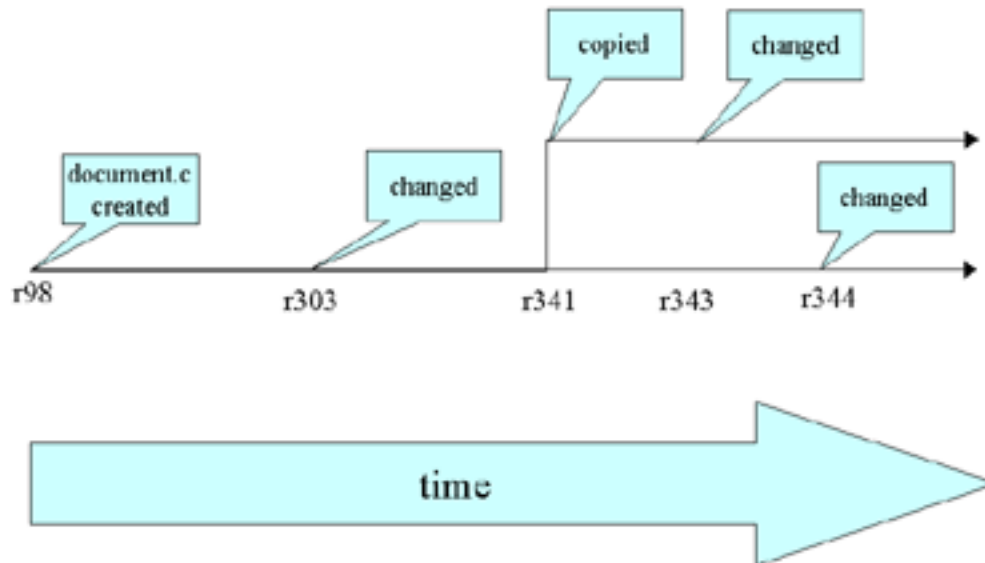 copied
changed
document.c
created
changed
changed
r98
r303
r341
r343
r344
time